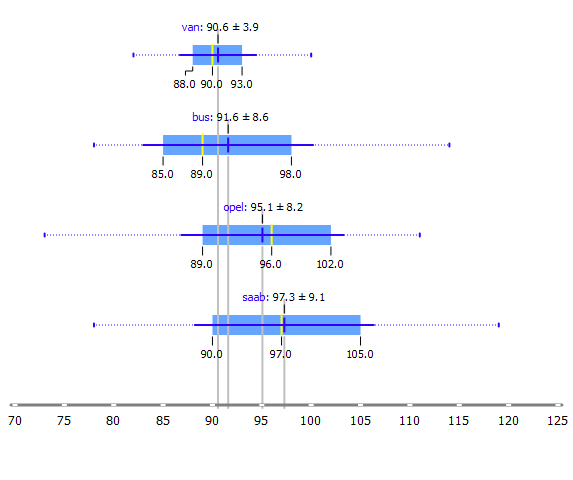 van: 90.6 ± 3.9
88.0 90.0 93.0
bus: 91.6 ± 8.6
85.0 89.0 98.0
opel: 95.1 ± 8.2
89.0 96.0 102.0
saab: 97.3 ± 9.1
90.0 97.0 105.0
70 75 80 85 90 95 100 105 110 115 120 125